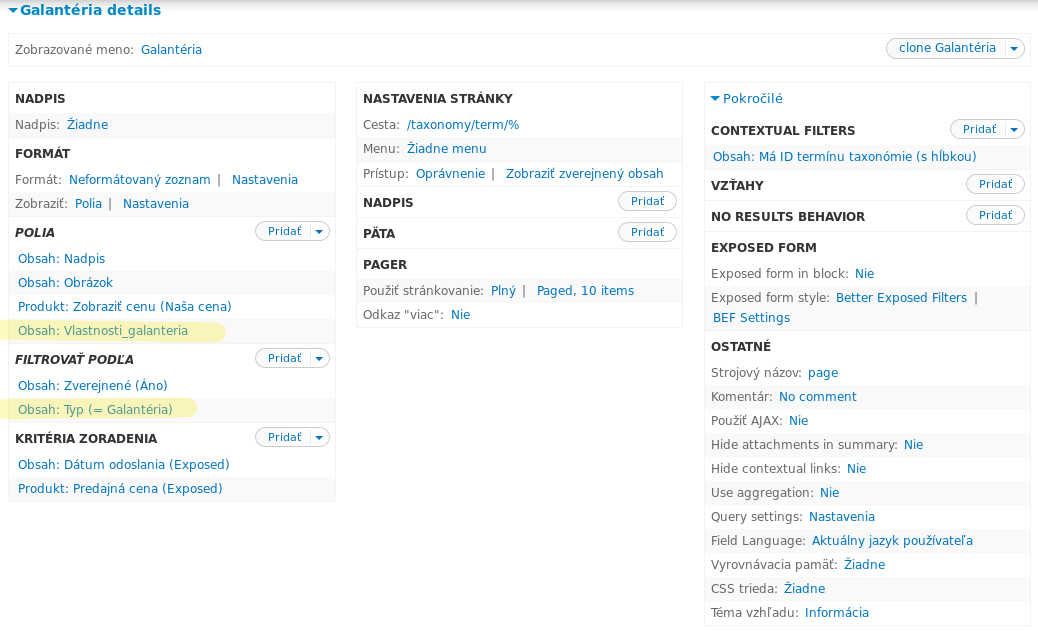 Galantéria details
Zobrazované meno: Galantéria
clone Galantéria
NADPIS
Nadpis: Žiadne
FORMÁT
Formát: Neformátovaný zoznam | Nastavenia
Zobraziť: Polia | Nastavenia
POLIA
Pridať
Obsah: Nadpis
Obsah: Obrázok
Produkt: Zobraziť cenu (Naša cena)
Obsah: Vlastnosti_galanteria
FILTROVAŤ PODĽA
Pridať
Obsah: Zverejnené (Áno)
Obsah: Typ (= Galantéria)
KRITÉRIA ZORADENIA
Pridať
Obsah: Dátum odoslania (Exposed)
Produkt: Predajná cena (Exposed)
NASTAVENIA STRÁNKY
Cesta: /taxonomy/term/%
Menu: Žiadne menu
Prístup: Oprávnenie | Zobraziť zverejnený obsah
NADPIS
Pridať
PÄTA
Pridať
PAGER
Použiť stránkovanie: Plný | Paged, 10 items
Odkaz "viac": Nie
Pokročilé
CONTEXTUAL FILTERS
Pridať
Obsah: Má ID termínu taxonómie (s hĺbkou)
VZŤAHY
Pridať
NO RESULTS BEHAVIOR
Pridať
EXPOSED FORM
Exposed form in block: Nie
Exposed form style: Better Exposed Filters |
BEF Settings
OSTATNÉ
Strojový názov: page
Komentár: No comment
Použiť AJAX: Nie
Hide attachments in summary: Nie
Hide contextual links: Nie
Use aggregation: Nie
Query settings: Nastavenia
Field Language: Aktuálny jazyk používateľa
Vyrovnávacia pamäť: Žiadne
CSS trieda: Žiadne
Téma vzhľadu: Informácia